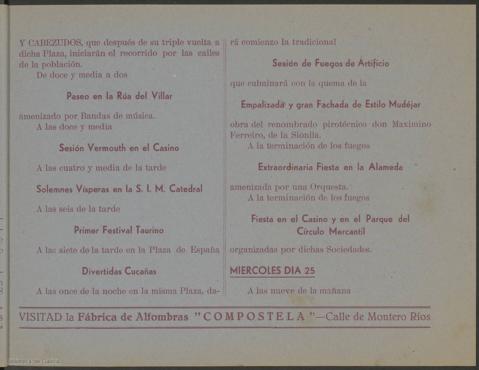 Y CABEZUDOS, que después de su triple vuelta a
dicha Plaza, iniciarán el recorrido por las calles
de la población.
De doce y media a dos
Paseo en la Rúa del Villar
amenizado por Bandas de música.
A las doce y media
Sesión Vermouth en el Casino
A las cuatro y media de la tarde
Solemnes Vísperas en la S. I. M. Catedral
A las seis de la tarde
Primer Festival Taurino
A las siete de la tarde en la Plaza de España
Divertidas Cucañas
A las once de la noche en la misma Plaza, da-
rá comienzo la tradicional
Sesión de Fuegos de Artificio
que culminará con la quema de la
Empalizada y gran Fachada de Estilo Mudéjar
obra del renombrado pirotécnico don Maximino
Ferreiro, de la Sionlla.
A la terminación de los fuegos
Extraordinaria Fiesta en la Alameda
amenizada por una Orquesta.
A la terminación de los fuegos
Fiesta en el Casino y en el Parque del
Círculo Mercantil
organizadas por dichas Sociedades.
MIERCOLES DIA 25
A las nueve de la mañana
VISITAD la Fábrica de Alfombras "COMPOSTELA"—Calle de Montero Ríos